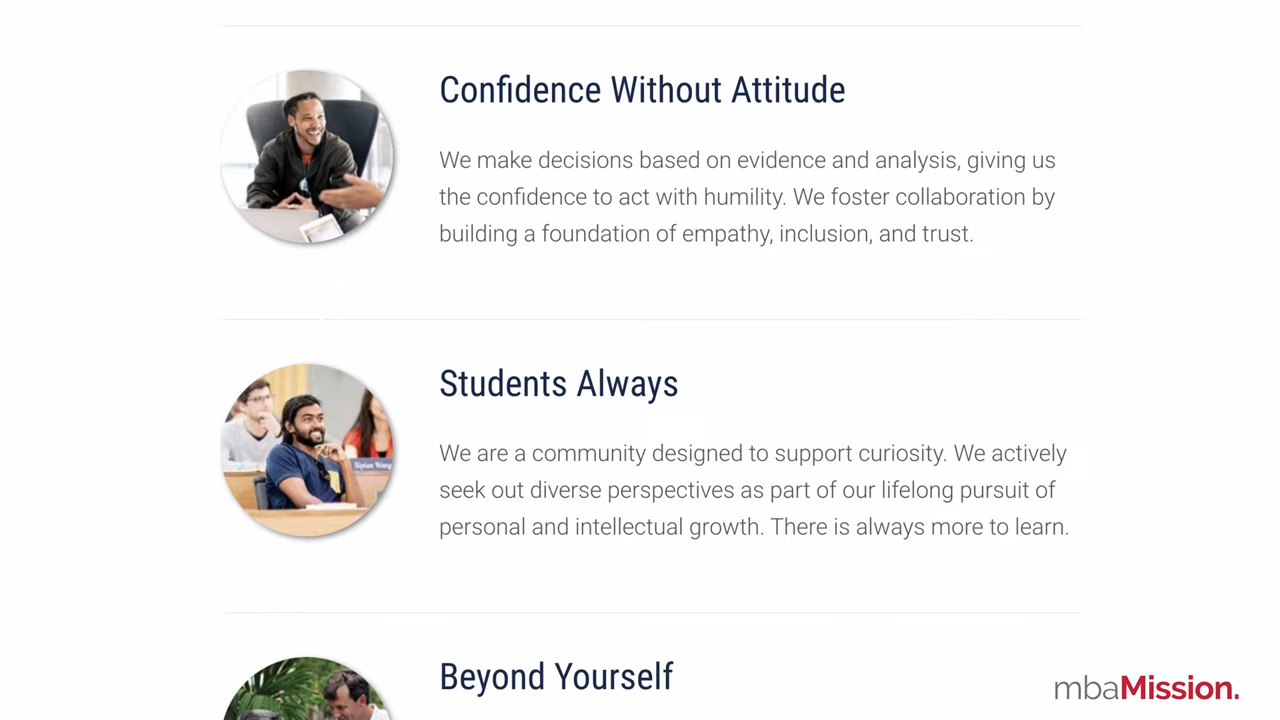 Confidence Without Attitude
We make decisions based on evidence and analysis, giving us
the confidence to act with humility. We foster collaboration by
building a foundation of empathy, inclusion, and trust.
Students Always
Sipian Wang
We are a community designed to support curiosity. We actively
seek out diverse perspectives as part of our lifelong pursuit of
personal and intellectual growth. There is always more to learn.
Beyond Yourself
mbaMission.